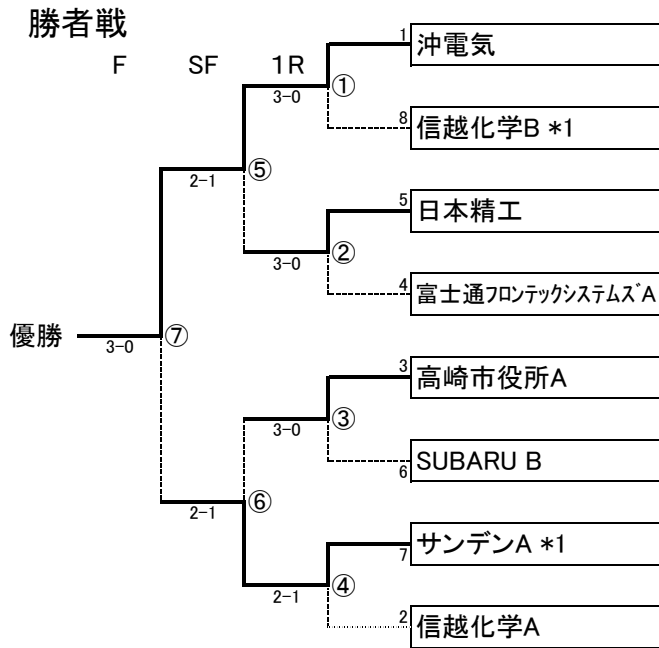 勝者戦
F SF 1R
1 沖電気
3-0 ①
8 信越化学B *1
2-1 ⑤
5 日本精工
3-0 ②
4 富士通フロンテックシステムズA
優勝 3-0 ⑦
3 高崎市役所A
3-0 ③
6 SUBARU B
2-1 ⑥
7 サンデンA *1
2-1 ④
2 信越化学A